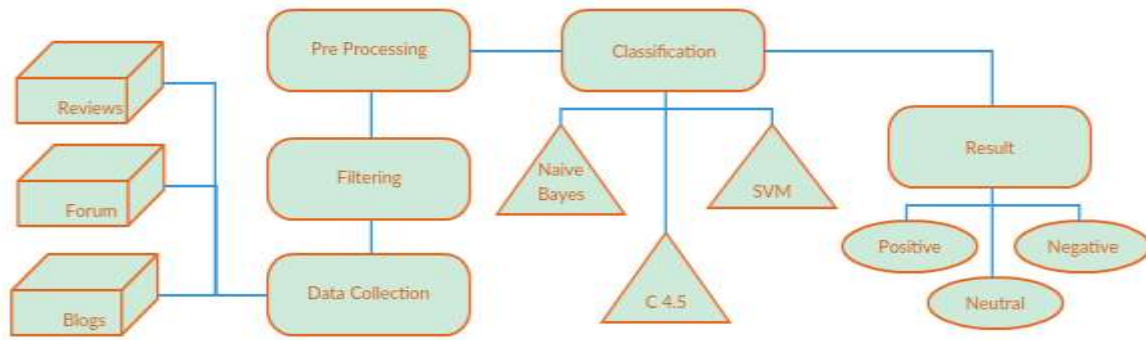 Pre Processing
Classification
Reviews
Naive
Bayes
SVM
Result
Filtering
Forum
Positive
Negative
Data Collection
C 4.5
Neutral
Blogs